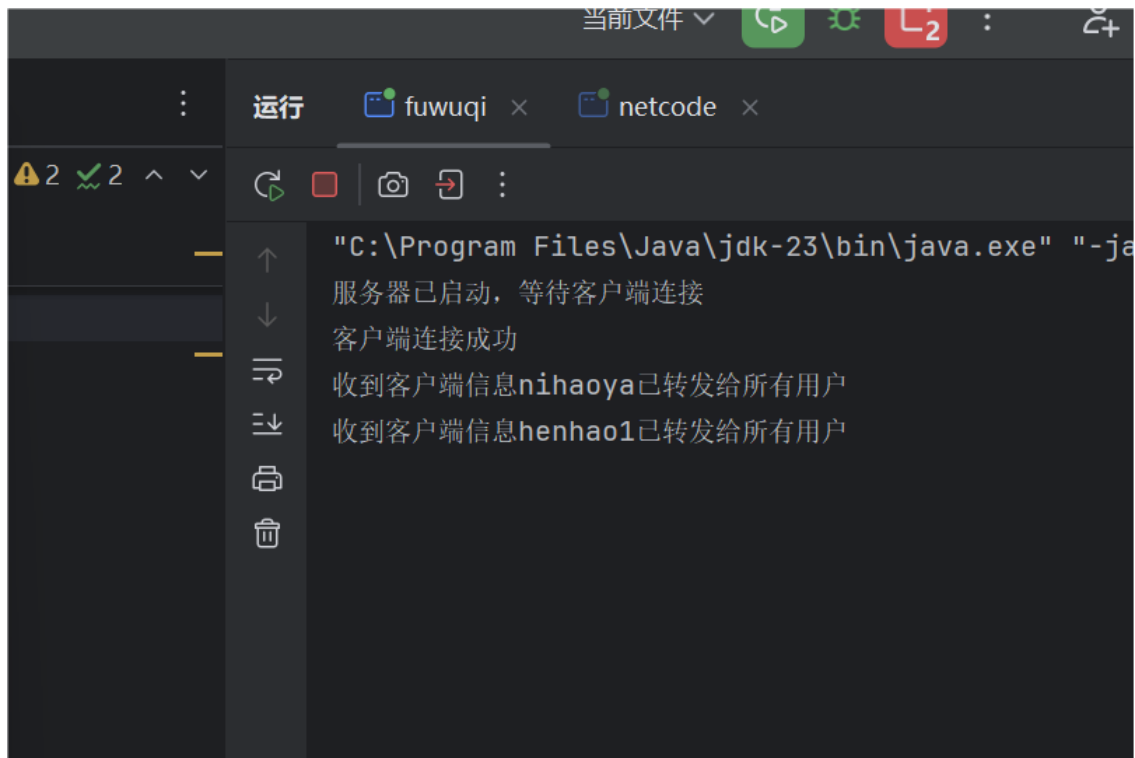 当前文件
2
运行
fuwuqi
netcode
2 2
"C:\Program Files\Java\jdk-23\bin\java.exe" "-ja
服务器已启动，等待客户端连接
客户端连接成功
收到客户端信息nihaoya已转发给所有用户
收到客户端信息henhao1已转发给所有用户